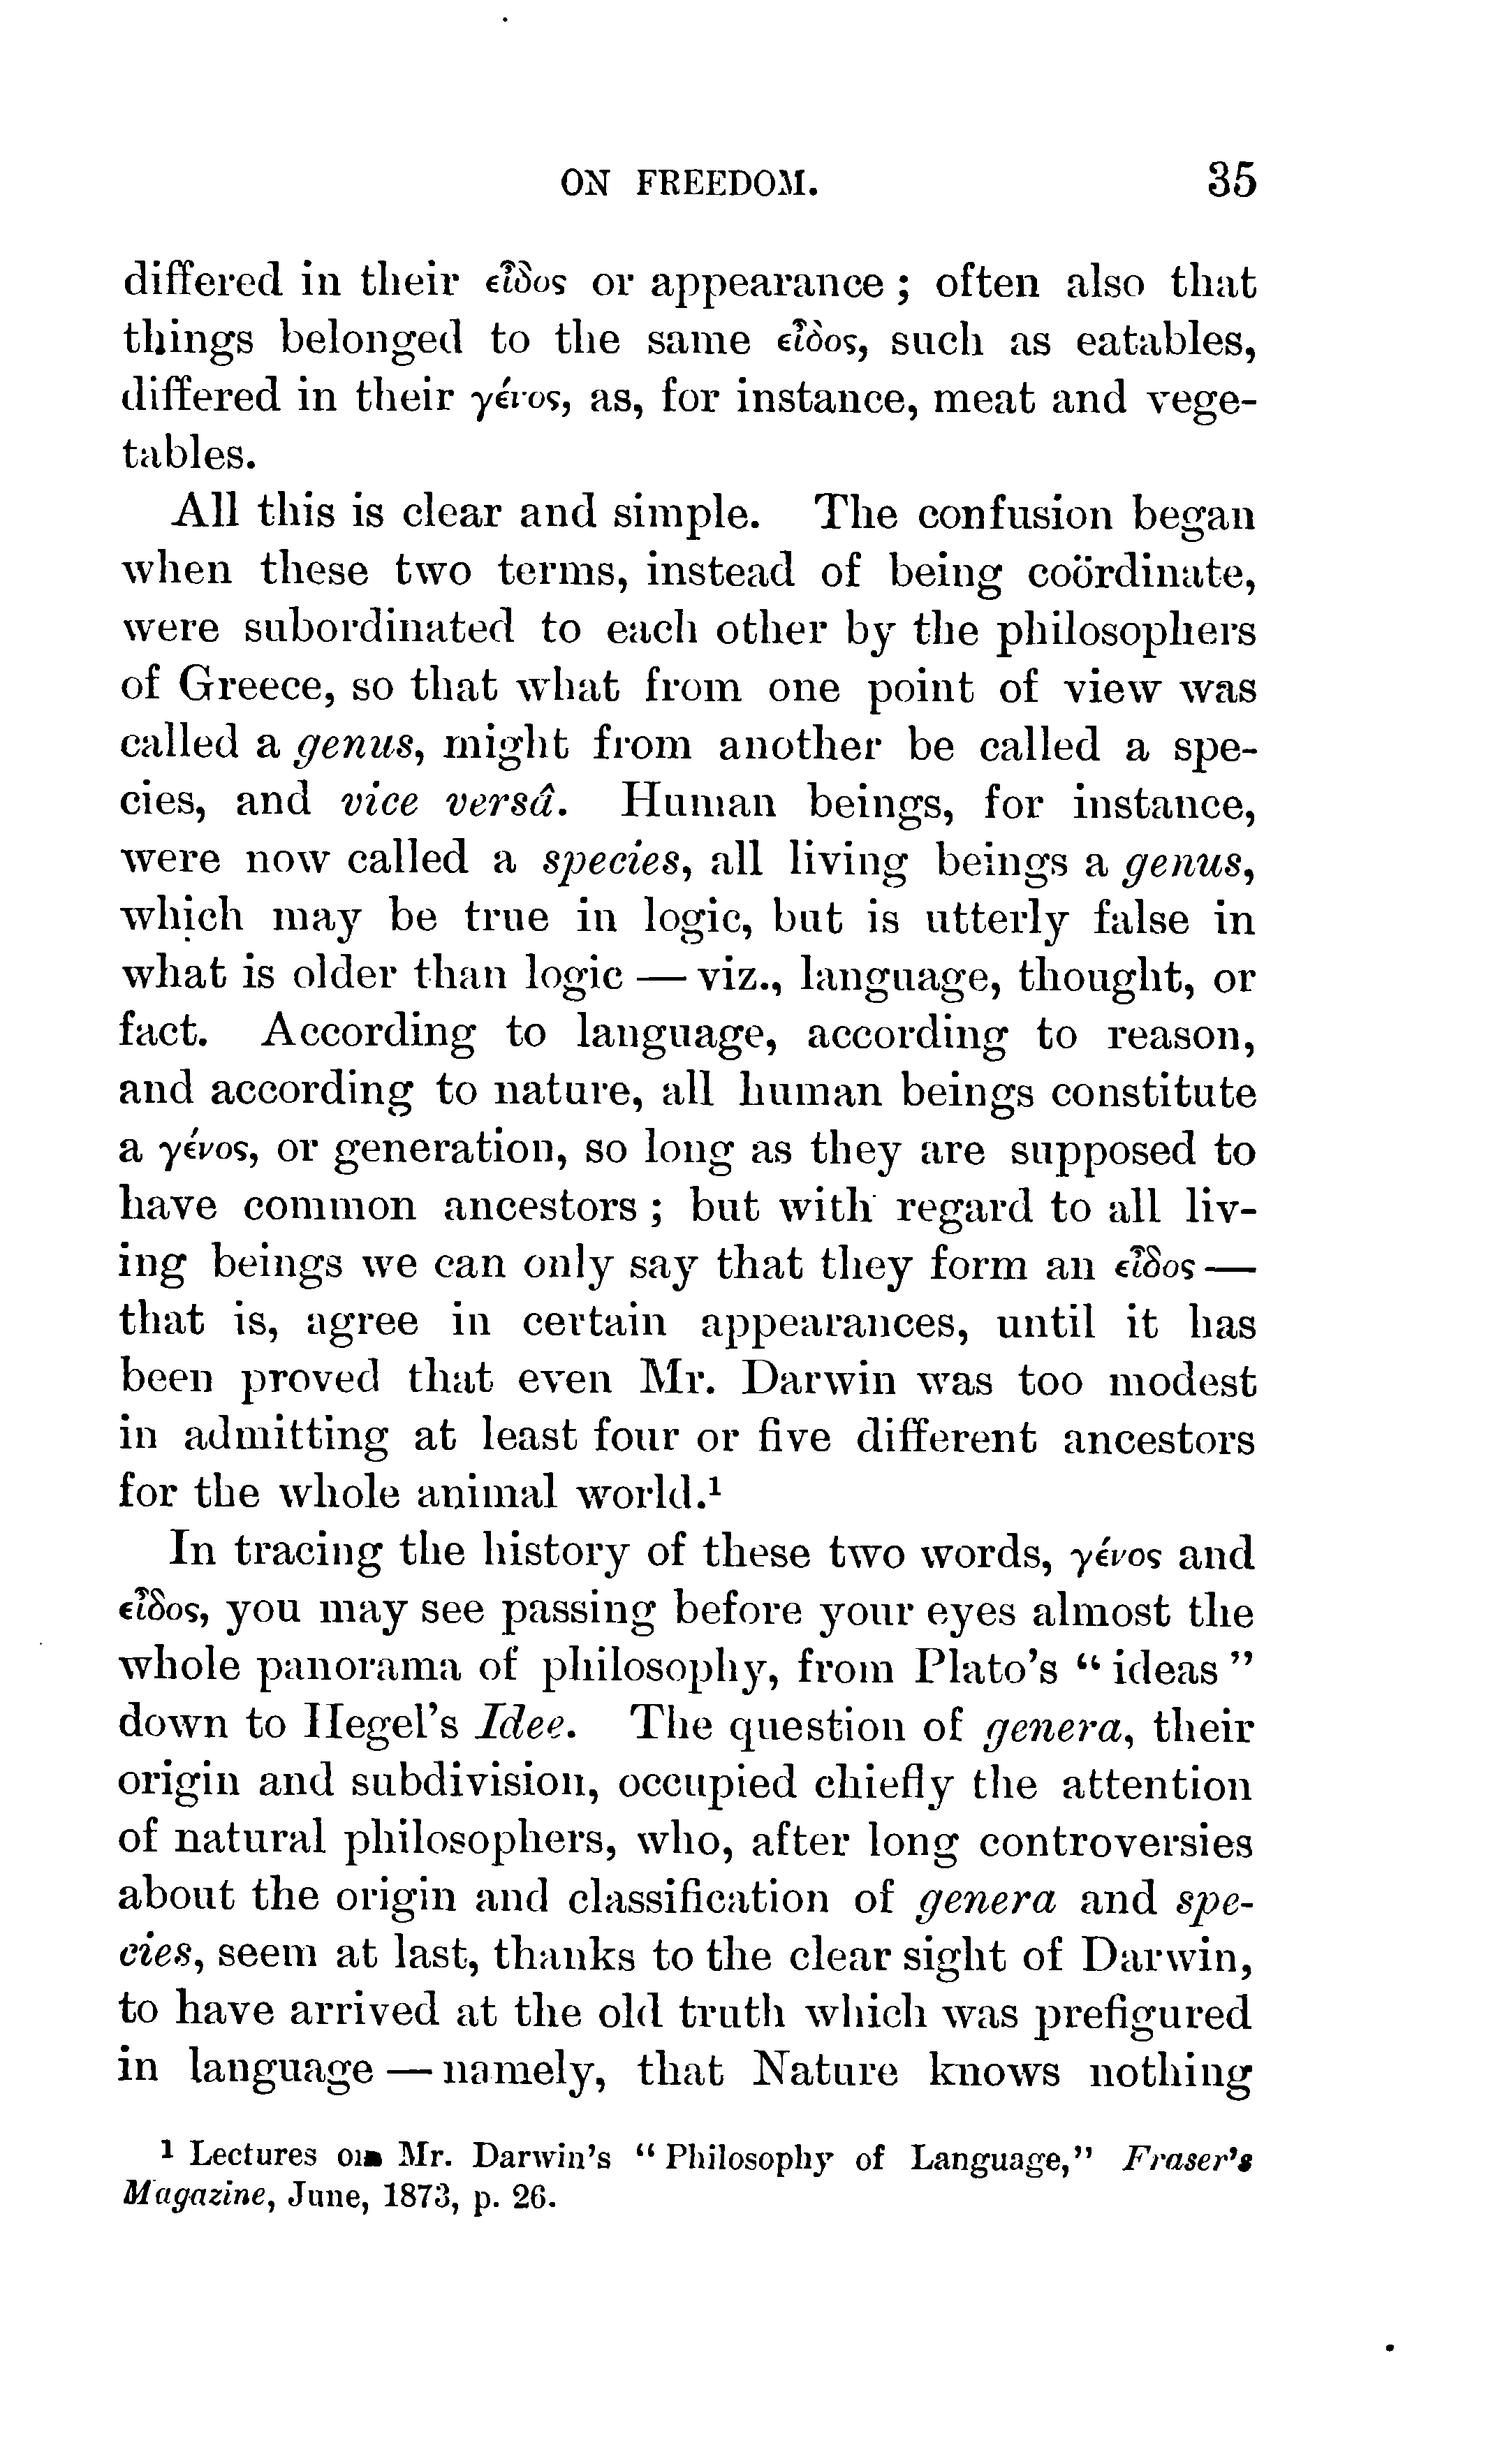 ON FREEDOM. 35
differed in their εἶδος or appearance; often also that
things belonged to the same εἶδος, such as eatables,
differed in their γένος, as, for instance, meat and vege-
tables.
All this is clear and simple. The confusion began
when these two terms, instead of being coördinate,
were subordinated to each other by the philosophers
of Greece, so that what from one point of view was
called a genus, might from another be called a spe-
cies, and vice versâ. Human beings, for instance,
were now called a species, all living beings a genus,
which may be true in logic, but is utterly false in
what is older than logic — viz., language, thought, or
fact. According to language, according to reason,
and according to nature, all human beings constitute
a γένος, or generation, so long as they are supposed to
have common ancestors; but with regard to all liv-
ing beings we can only say that they form an εἶδος —
that is, agree in certain appearances, until it has
been proved that even Mr. Darwin was too modest
in admitting at least four or five different ancestors
for the whole animal world.¹
In tracing the history of these two words, γένος and
εἶδος, you may see passing before your eyes almost the
whole panorama of philosophy, from Plato's “ideas”
down to Hegel's Idee. The question of genera, their
origin and subdivision, occupied chiefly the attention
of natural philosophers, who, after long controversies
about the origin and classification of genera and spe-
cies, seem at last, thanks to the clear sight of Darwin,
to have arrived at the old truth which was prefigured
in language — namely, that Nature knows nothing
¹ Lectures on Mr. Darwin's “Philosophy of Language,” Fraser's
Magazine, June, 1873, p. 26.